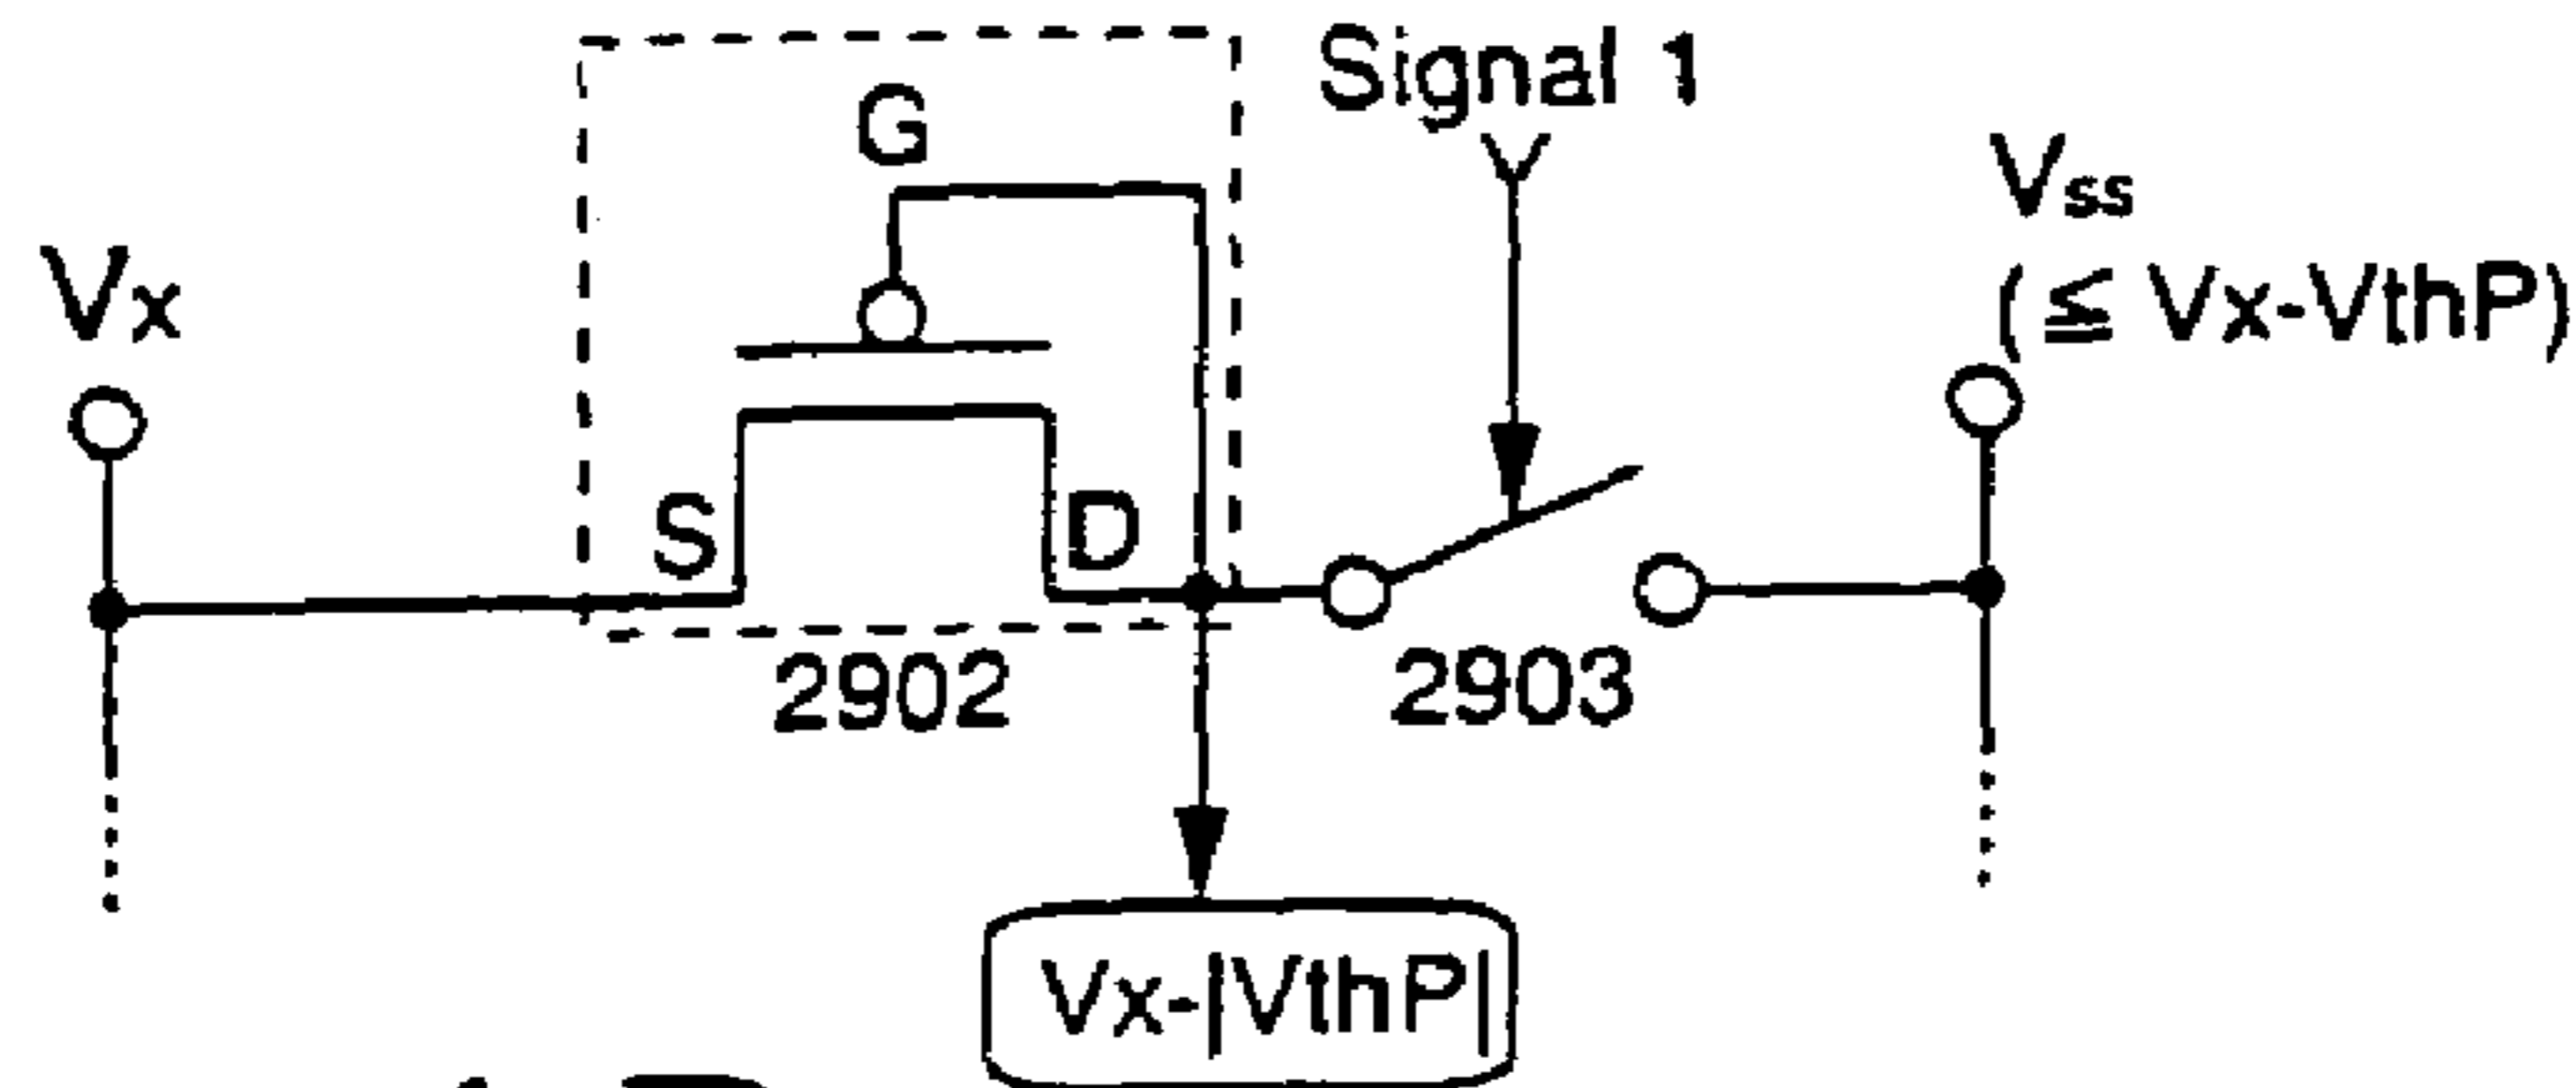 Signal 1
G
Vss
(≦ Vx-VthP)
Vx
S
D
2902
2903
Vx-|VthP|